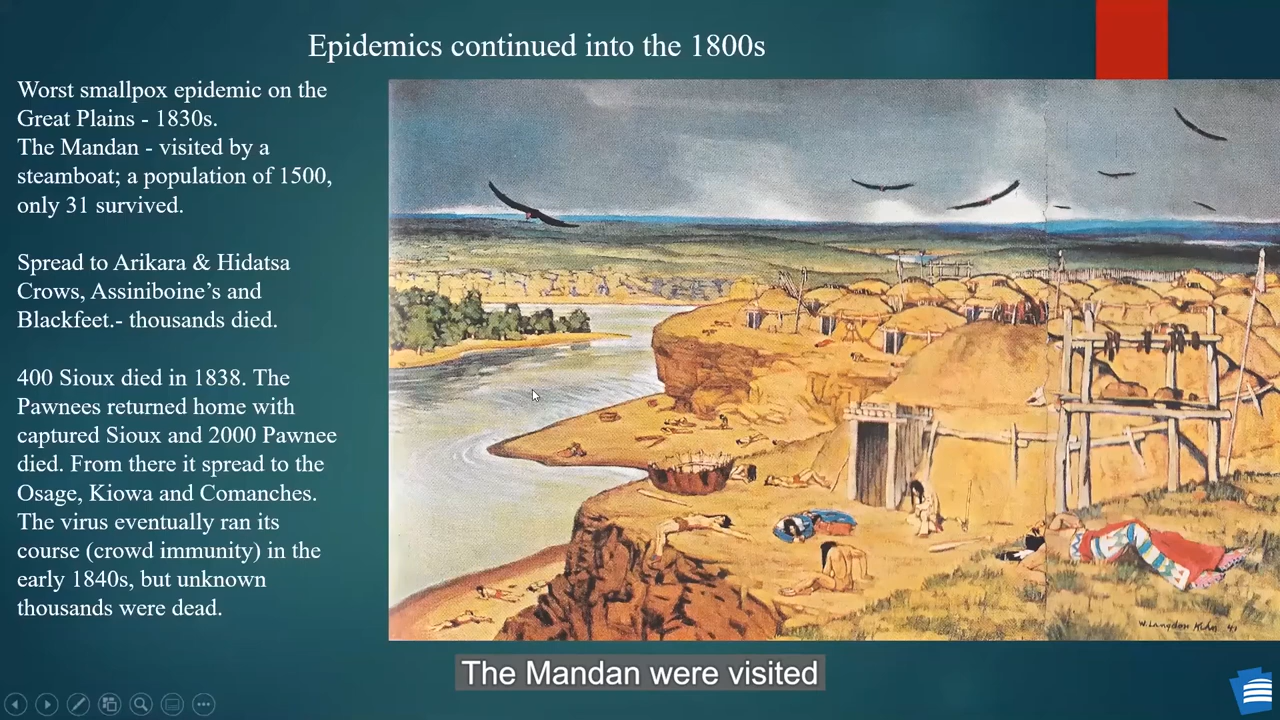 Epidemics continued into the 1800s
Worst smallpox epidemic on the
Great Plains - 1830s.
The Mandan - visited by a
steamboat; a population of 1500,
only 31 survived.
Spread to Arikara & Hidatsa
Crows, Assiniboine’s and
Blackfeet.- thousands died.
400 Sioux died in 1838. The
Pawnees returned home with
captured Sioux and 2000 Pawnee
died. From there it spread to the
Osage, Kiowa and Comanches.
The virus eventually ran its
course (crowd immunity) in the
early 1840s, but unknown
thousands were dead.
W. Langdon Kihn
The Mandan were visited